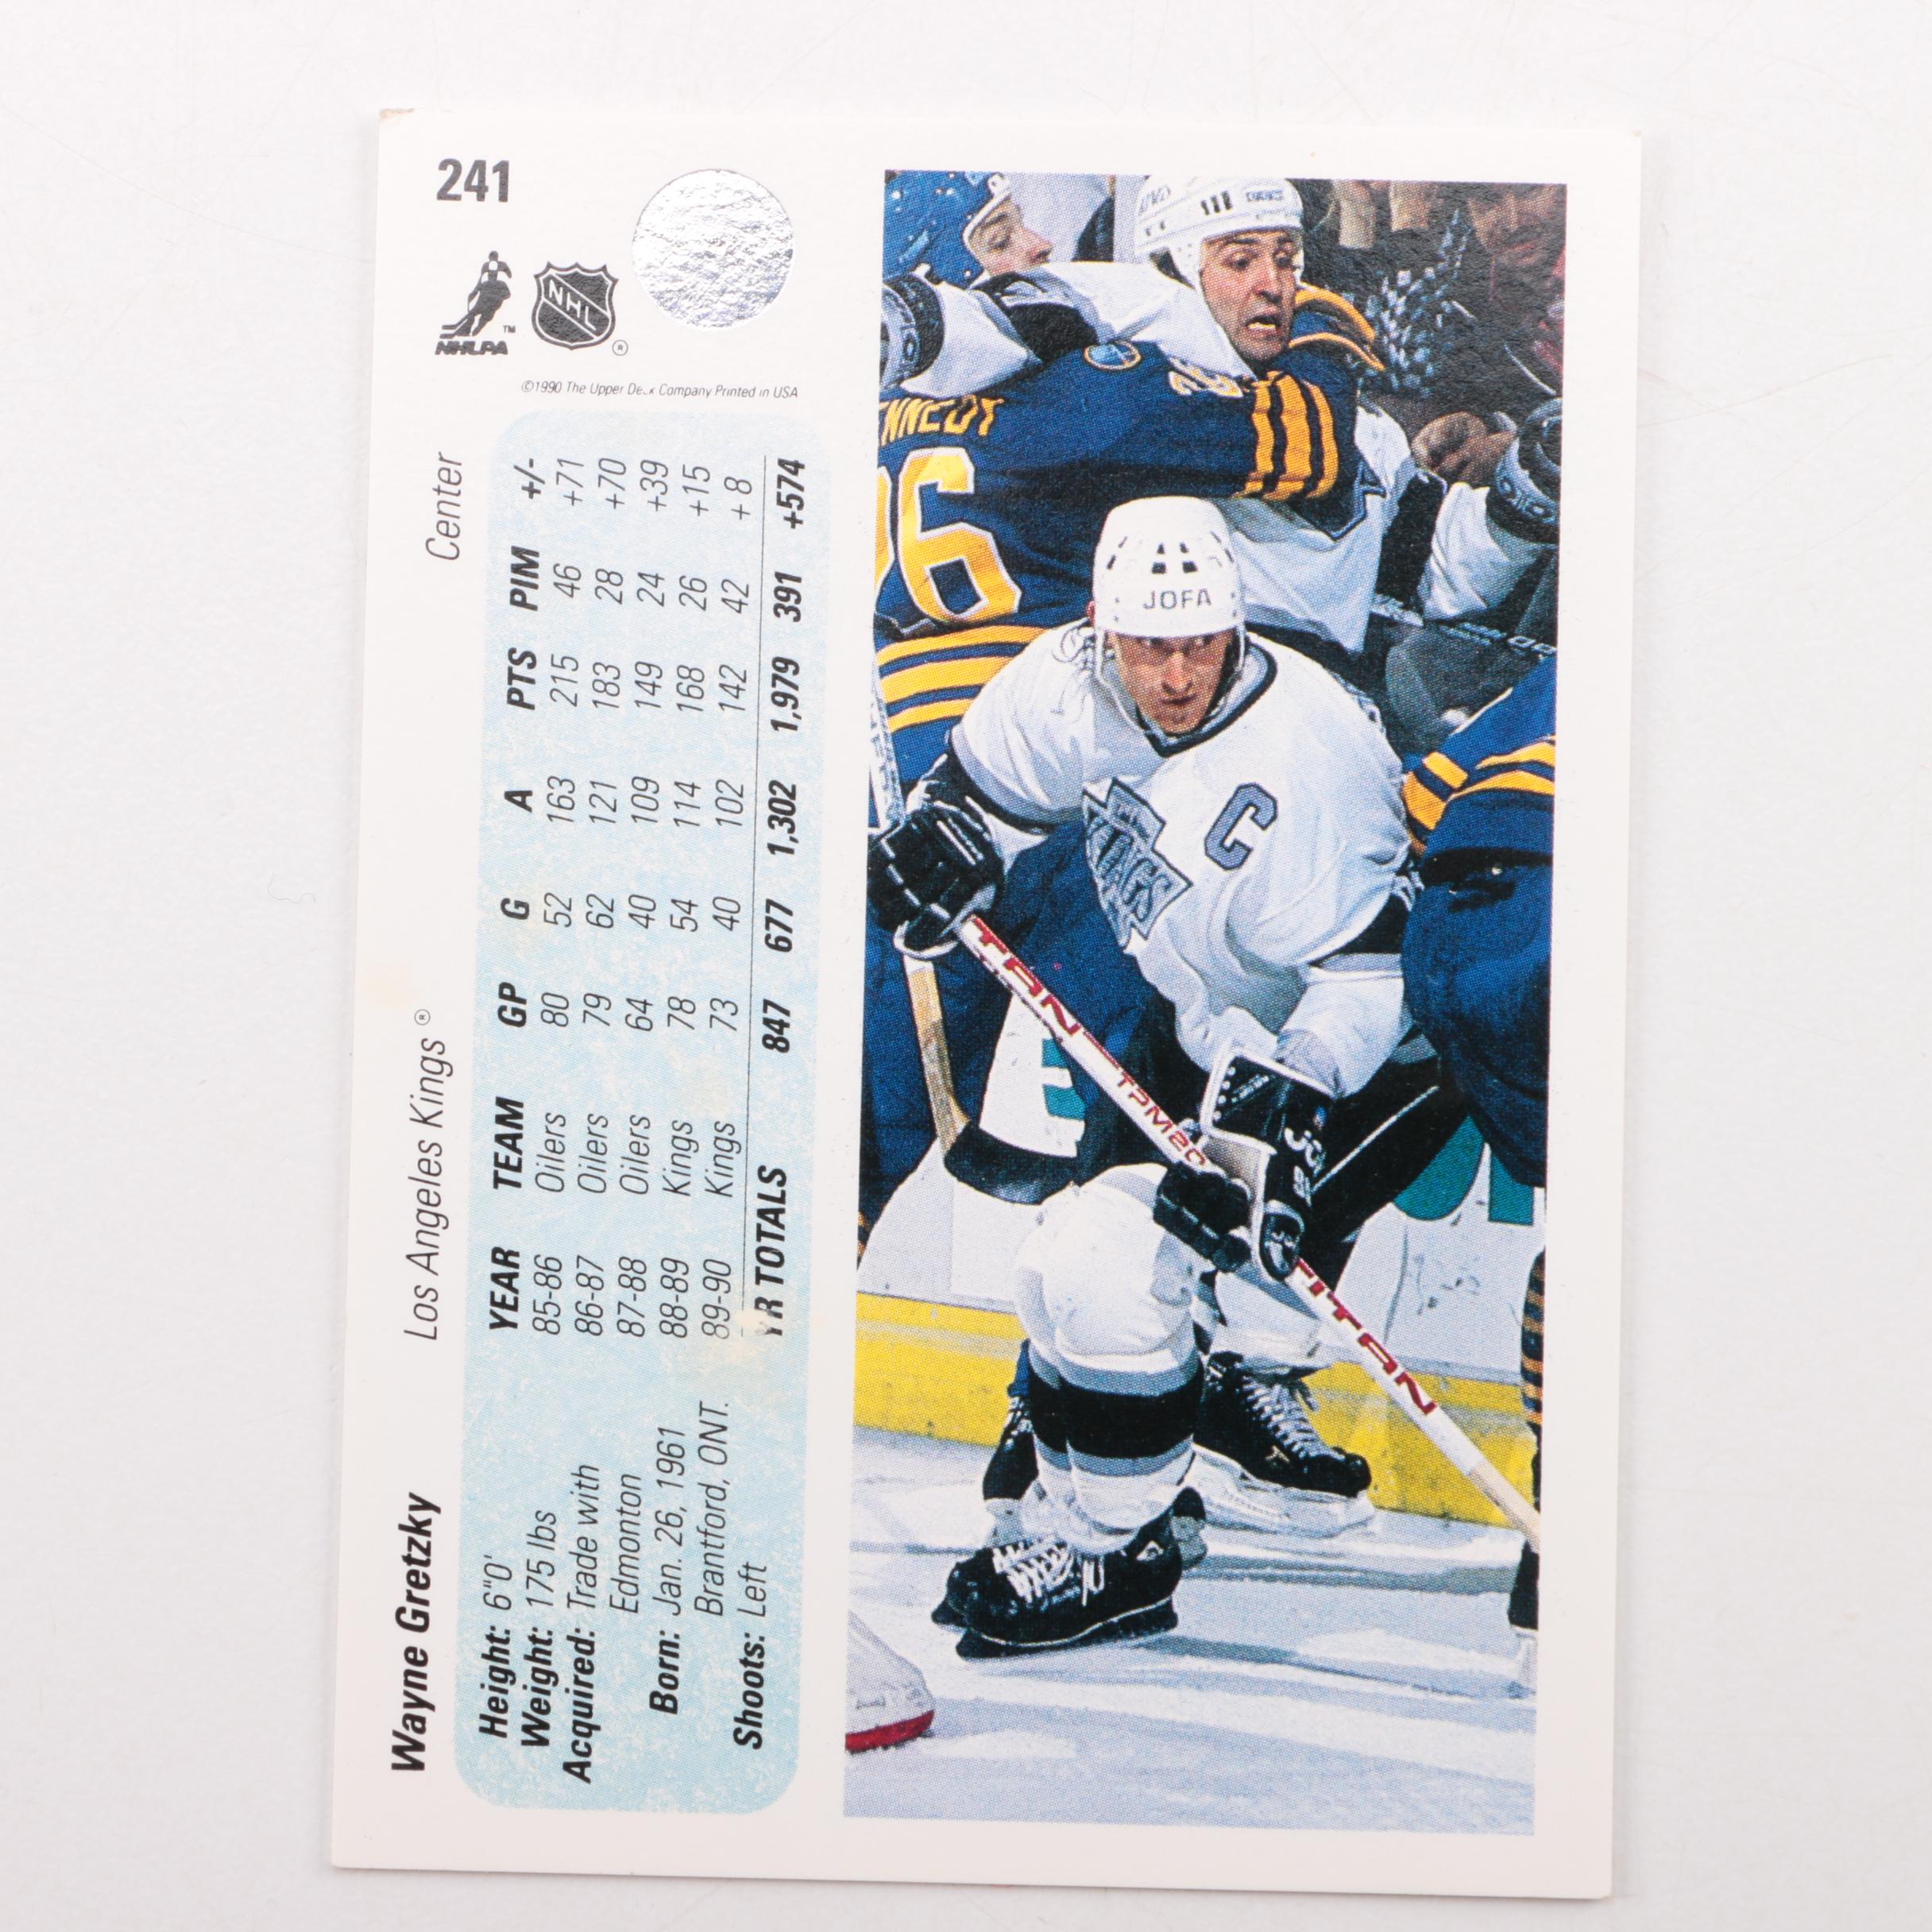 241
NHLPA
™
NHL
®
©1990 The Upper Deck Company Printed in USA
Wayne Gretzky Los Angeles Kings® Center
Height: 6"0'
Weight: 175 lbs
Acquired: Trade with
Edmonton
Born: Jan. 26, 1961
Brantford, ONT.
Shoots: Left
YEAR TEAM GP G A PTS PIM +/-
85-86 Oilers 80 52 163 215 46 +71
86-87 Oilers 79 62 121 183 28 +70
87-88 Oilers 64 40 109 149 24 +39
88-89 Kings 78 54 114 168 26 +15
89-90 Kings 73 40 102 142 42 + 8
YR TOTALS 847 677 1,302 1,979 391 +574
ENNEDY
26
JOFA
C
KINGS
TITAN TPM20
TITAN